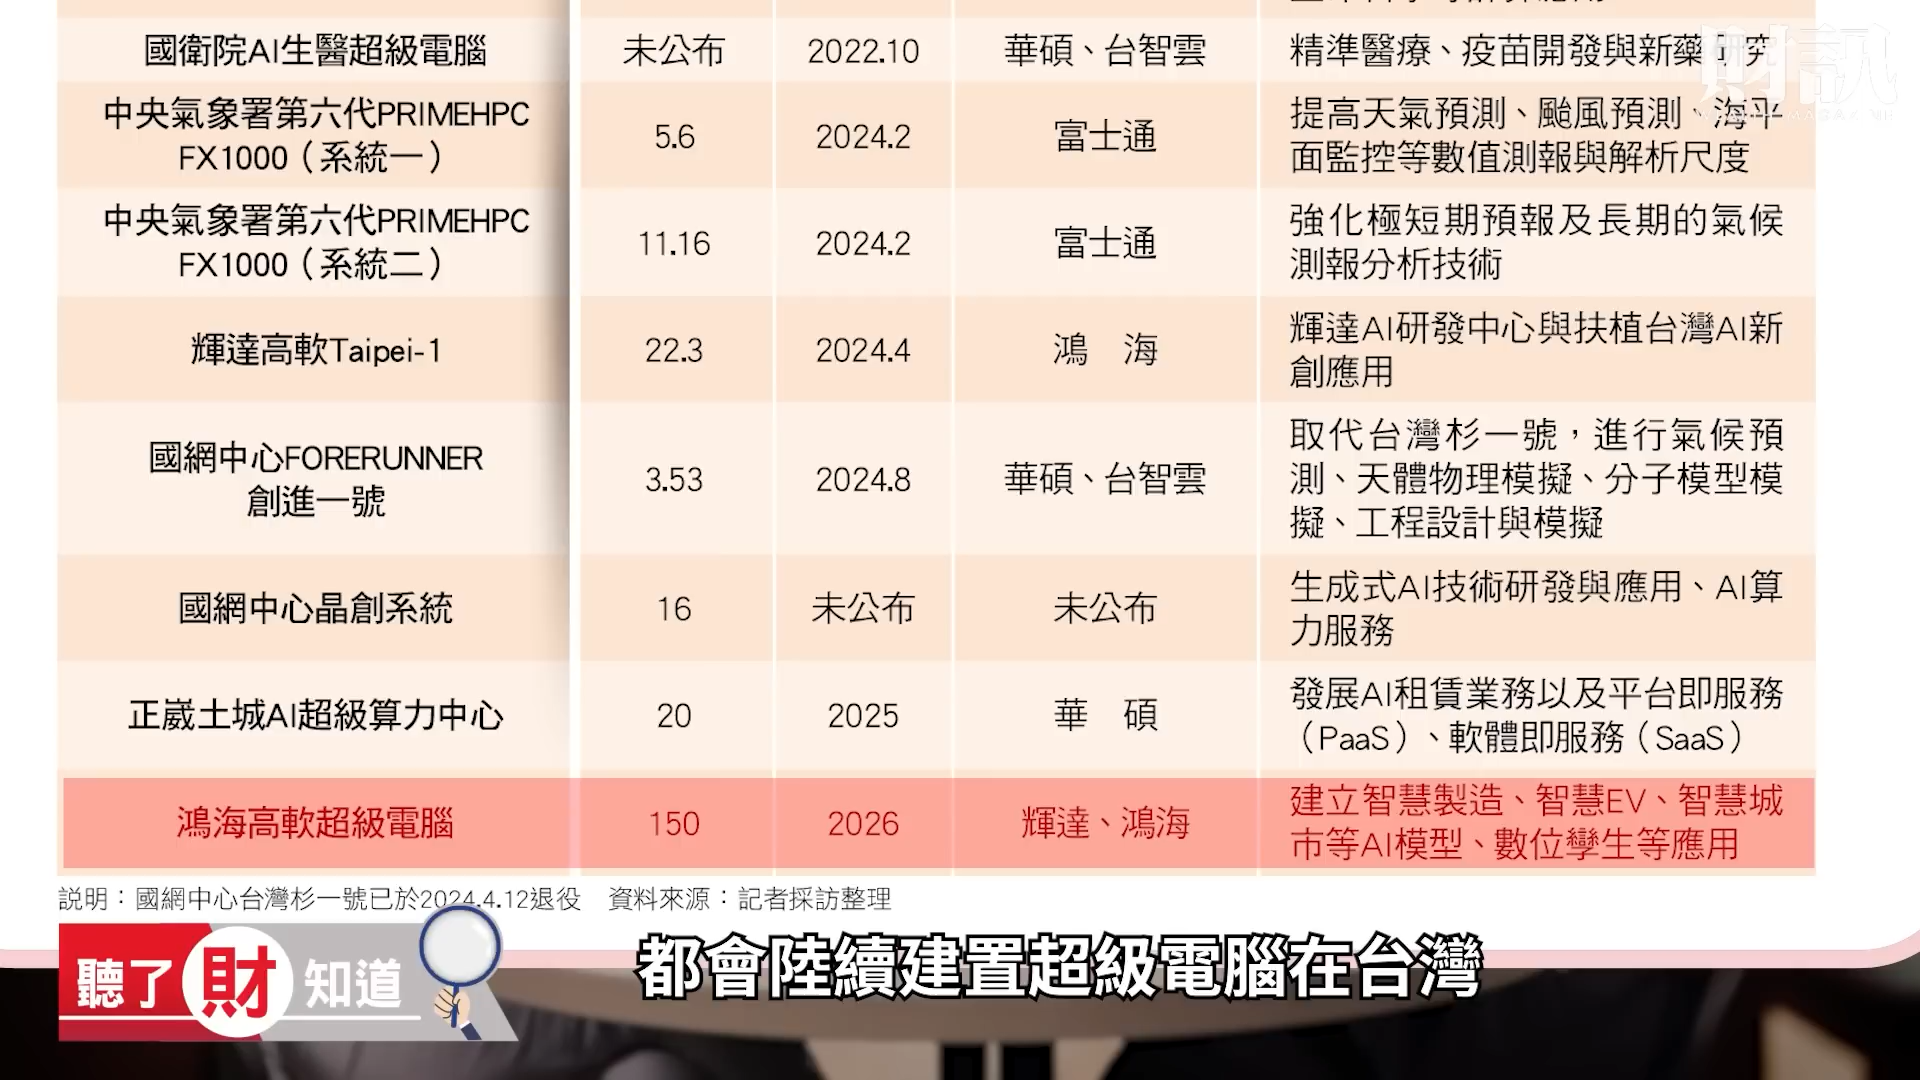 國衛院AI生醫超級電腦 未公布 2022.10 華碩、台智雲 精準醫療、疫苗開發與新藥研究
財訊
中央氣象署第六代PRIMEHPC
FX1000（系統一） 5.6 2024.2 富士通 提高天氣預測、颱風預測、海平
面監控等數值測報與解析尺度
中央氣象署第六代PRIMEHPC
FX1000（系統二） 11.16 2024.2 富士通 強化極短期預報及長期的氣候
測報分析技術
輝達高軟Taipei-1 22.3 2024.4 鴻 海 輝達AI研發中心與扶植台灣AI新
創應用
國網中心FORERUNNER
創進一號 3.53 2024.8 華碩、台智雲 取代台灣杉一號，進行氣候預
測、天體物理模擬、分子模型模
擬、工程設計與模擬
國網中心晶創系統 16 未公布 未公布 生成式AI技術研發與應用、AI算
力服務
正崴土城AI超級算力中心 20 2025 華 碩 發展AI租賃業務以及平台即服務
（PaaS）、軟體即服務（SaaS）
鴻海高軟超級電腦 150 2026 輝達、鴻海 建立智慧製造、智慧EV、智慧城
市等AI模型、數位孿生等應用
說明：國網中心台灣杉一號已於2024.4.12退役 資料來源：記者採訪整理
聽了財知道
都會陸續建置超級電腦在台灣